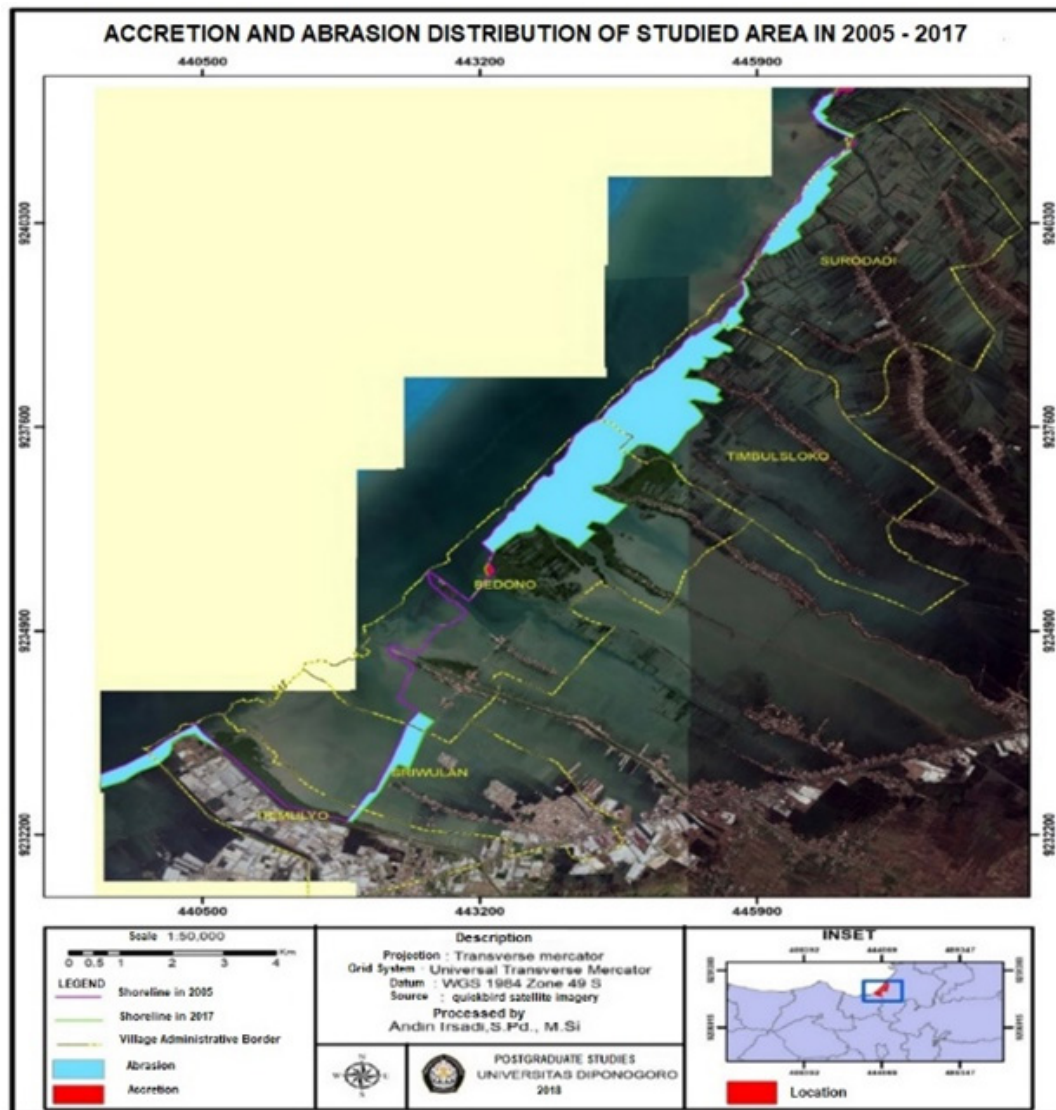 ACCRETION AND ABRASION DISTRIBUTION OF STUDIED AREA IN 2005 - 2017
440500 443200 445900
9240300 9240300
SURODADI
9237600 9237600
TIMBULSLOKO
BEDONO
9234900 9234900
SRIWULAN
9232200 9232200
440500 443200 445900
Scale 1:50,000
Km
0 0.5 1 2 3 4
LEGEND
Shoreline in 2005
Shoreline in 2017
Village Administrative Border
Abrasion
Accretion
Description
Projection : Transverse mercator
Grid System : Universal Transverse Mercator
Datum : WGS 1984 Zone 49 S
Source : quickbird satellite imagery
Processed by
Andin Irsadi,S.Pd., M.Si
POSTGRADUATE STUDIES
UNIVERSITAS DIPONOGORO
2018
INSET
Location